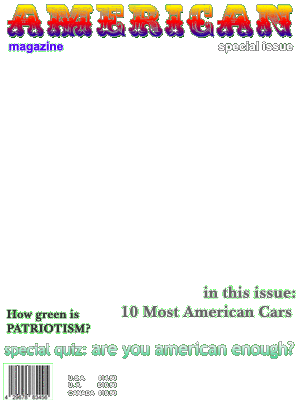 AMERICAN
magazine special issue
in this issue:
10 Most American Cars
How green is
PATRIOTISM?
special quiz: are you american enough?
U.S.A.
U.K.
CANADA